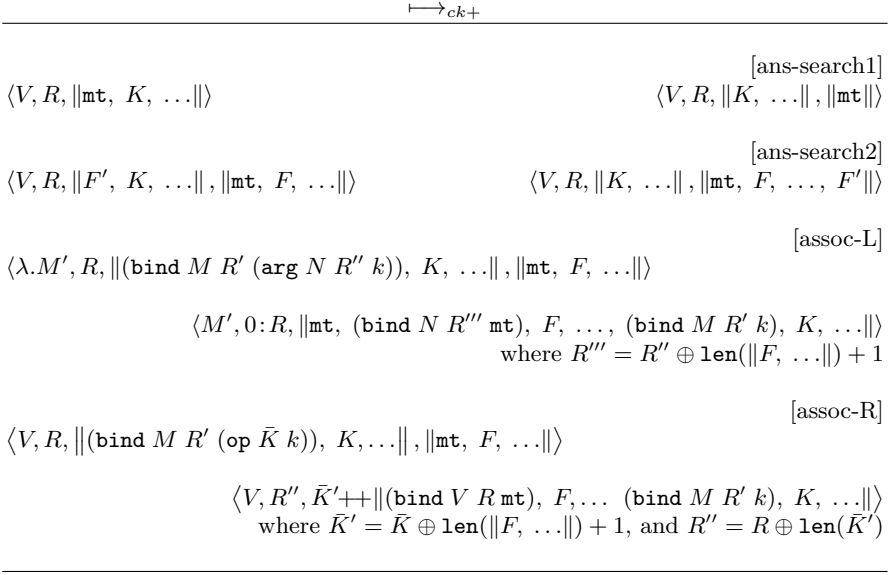 ⟼ck+
[ans-search1]
⟨V, R, ‖mt, K, …‖⟩ ⟨V, R, ‖K, …‖ , ‖mt‖⟩
[ans-search2]
⟨V, R, ‖F′, K, …‖ , ‖mt, F, …‖⟩ ⟨V, R, ‖K, …‖ , ‖mt, F, …, F′‖⟩
[assoc-L]
⟨λ.M′, R, ‖(bind M R′ (arg N R″ k)), K, …‖ , ‖mt, F, …‖⟩
⟨M′, 0:R, ‖mt, (bind N R‴ mt), F, …, (bind M R′ k), K, …‖⟩
where R‴ = R″ ⊕ len(‖F, …‖) + 1
[assoc-R]
⟨V, R, ‖(bind M R′ (op K̄ k)), K,…‖ , ‖mt, F, …‖⟩
⟨V, R″, K̄′++‖(bind V R mt), F,… (bind M R′ k), K, …‖⟩
where K̄′ = K̄ ⊕ len(‖F, …‖) + 1, and R″ = R ⊕ len(K̄′)